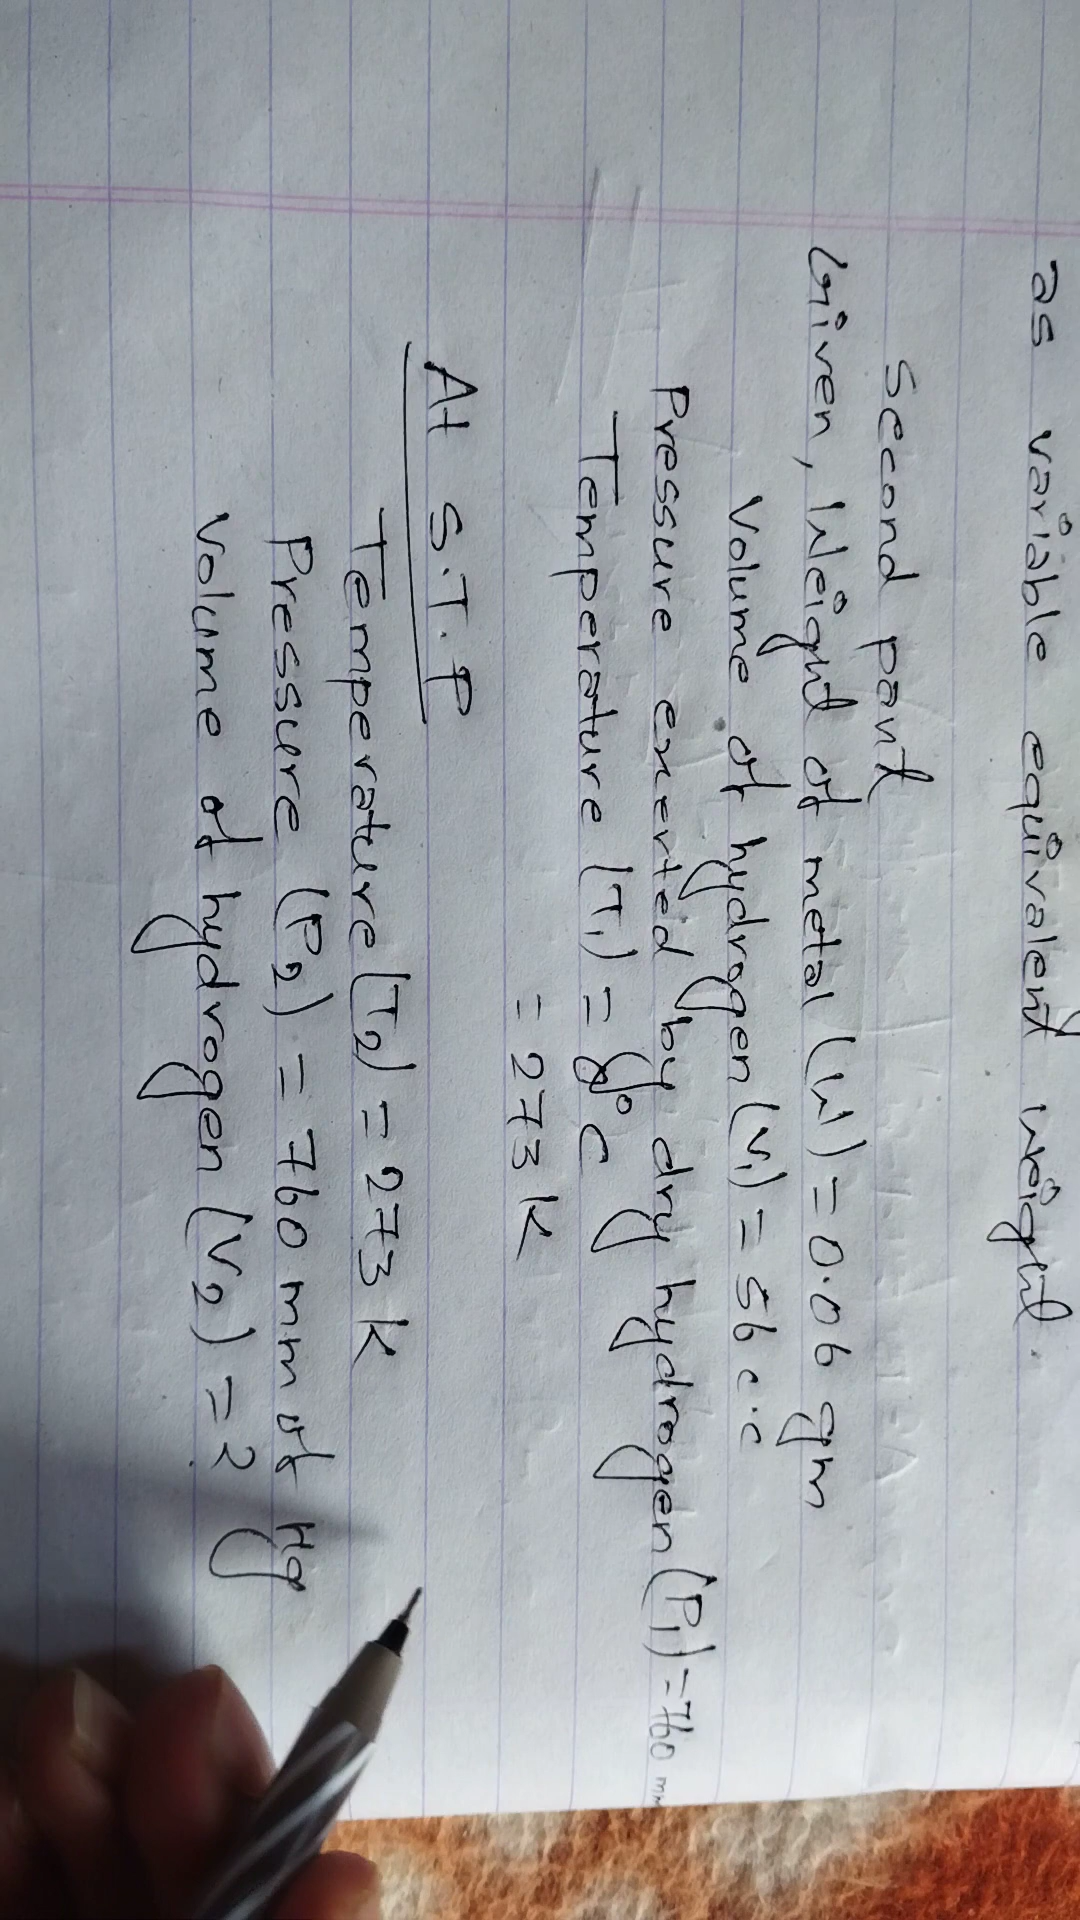 as variable equivalent weight.
Second part
Given, Weight of metal (W) = 0.06 gm
Volume of hydrogen (V₁) = 56 c.c
Pressure exerted by dry hydrogen (P₁) = 760 mm
Temperature (T₁) = 0°C
= 273 K
At S.T.P
Temperature (T₂) = 273 K
Pressure (P₂) = 760 mm of Hg
Volume of hydrogen (V₂) = ?